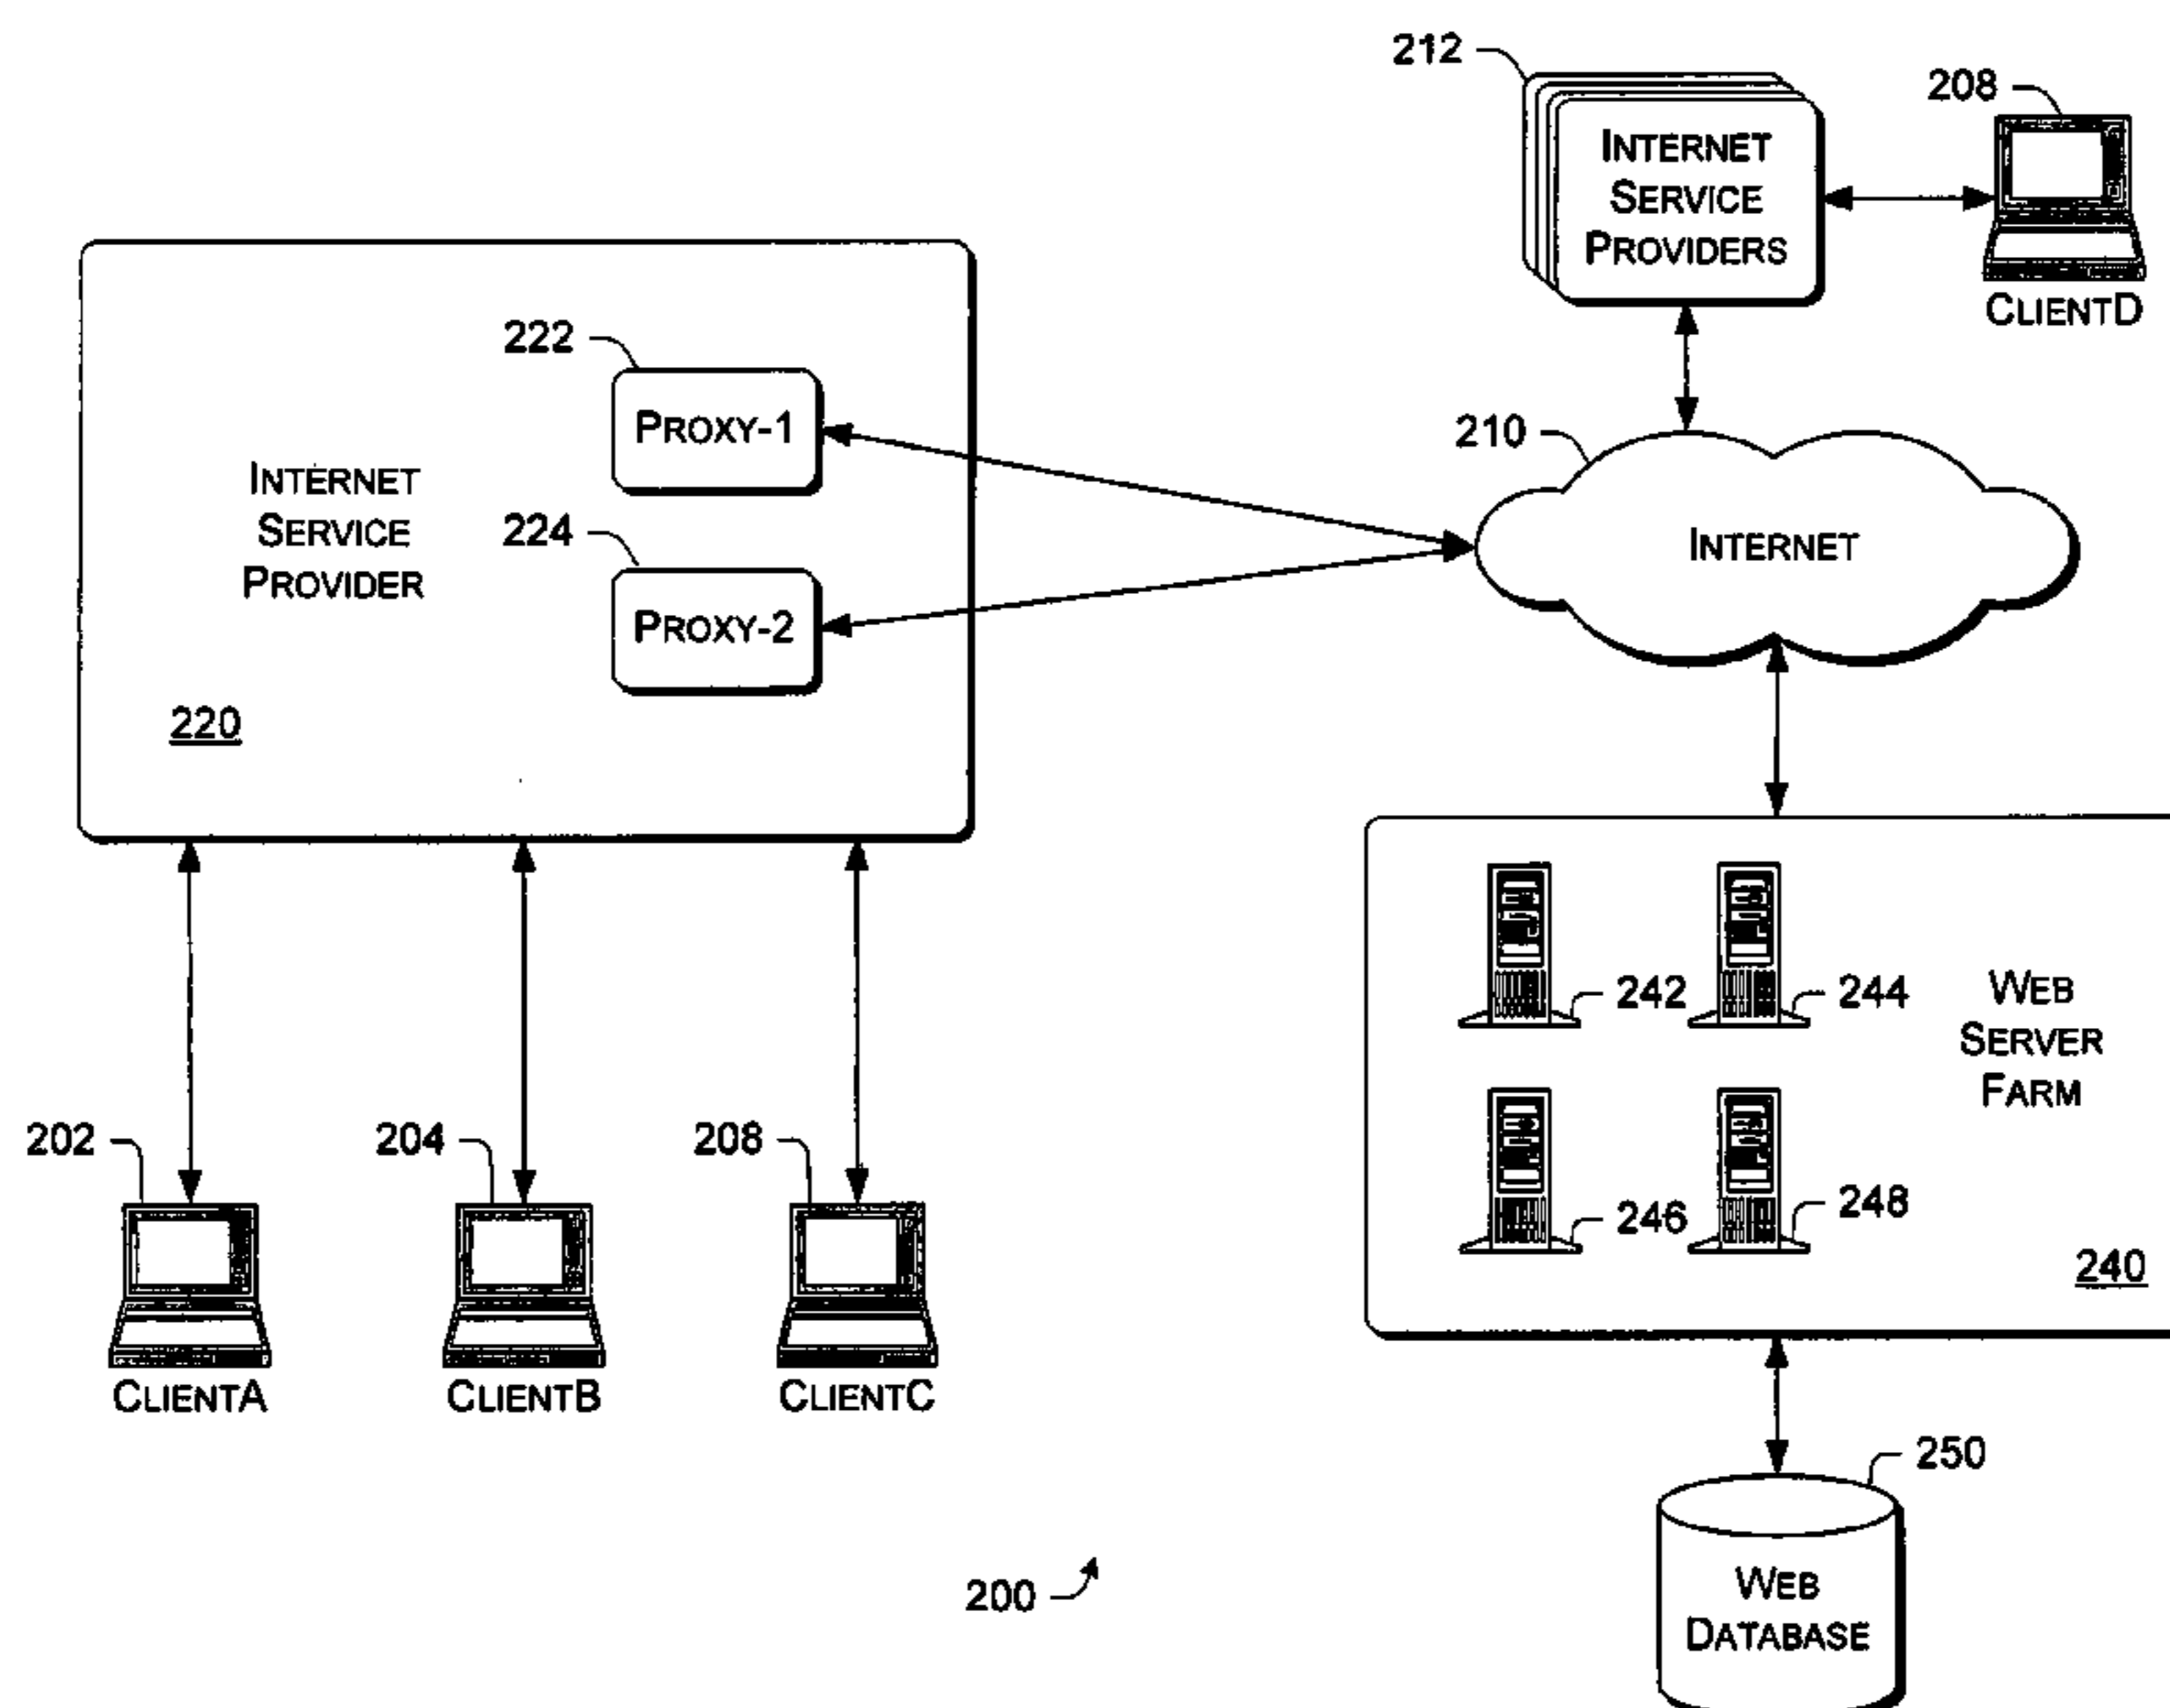 212
208
INTERNET
SERVICE
PROVIDERS
CLIENTD
222
PROXY-1
210
INTERNET
SERVICE
PROVIDER
224
PROXY-2
INTERNET
220
242
244
WEB
SERVER
FARM
246
248
240
202
204
208
CLIENTA
CLIENTB
CLIENTC
250
WEB
DATABASE
200